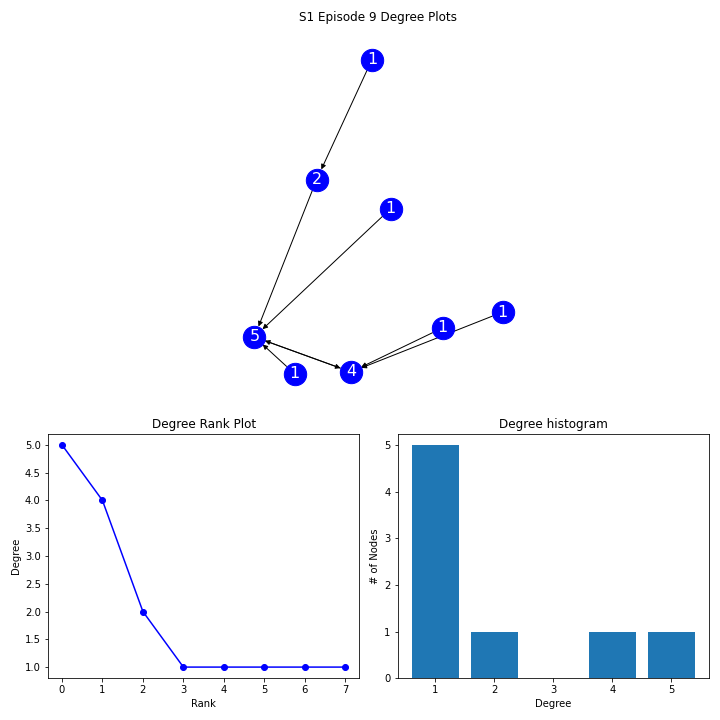 S1 Episode 9 Degree Plots
1
2
1
1
1
5
4
1
Degree Rank Plot
5.0
4.5
4.0
3.5
3.0
2.5
2.0
1.5
1.0
Degree
0 1 2 3 4 5 6 7
Rank
Degree histogram
5
4
3
2
1
0
# of Nodes
1 2 3 4 5
Degree